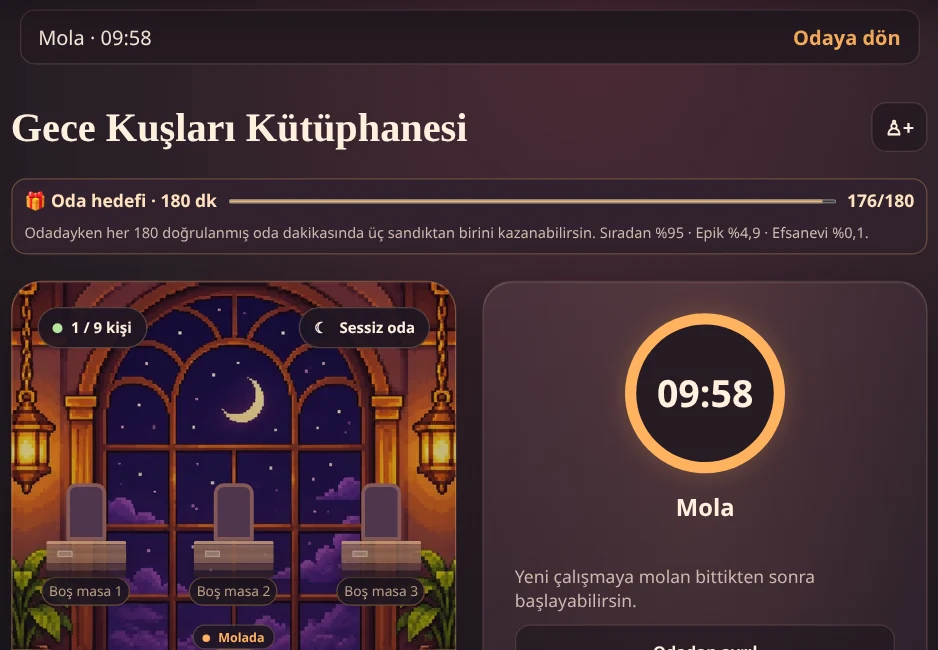 Mola · 09:58
Odaya dön
Gece Kuşları Kütüphanesi
🎁 Oda hedefi · 180 dk
176/180
Odadayken her 180 doğrulanmış oda dakikasında üç sandıktan birini kazanabilirsin. Sıradan %95 · Epik %4,9 · Efsanevi %0,1.
1 / 9 kişi
Sessiz oda
Boş masa 1
Boş masa 2
Boş masa 3
Molada
09:58
Mola
Yeni çalışmaya molan bittikten sonra
başlayabilirsin.